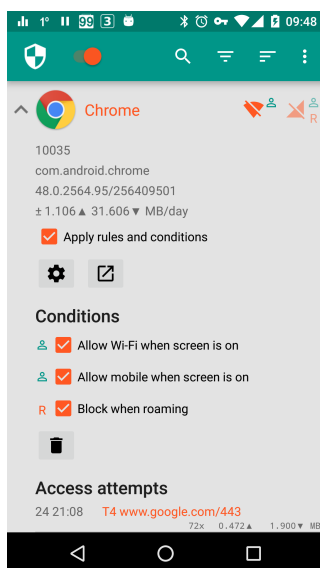 1° 99 3 09:48
Chrome
R
10035
com.android.chrome
48.0.2564.95/256409501
± 1.106▲ 31.606▼ MB/day
Apply rules and conditions
Conditions
Allow Wi-Fi when screen is on
Allow mobile when screen is on
R Block when roaming
Access attempts
24 21:08 T4 www.google.com/443
72x 0.472▲ 1.900▼ MB